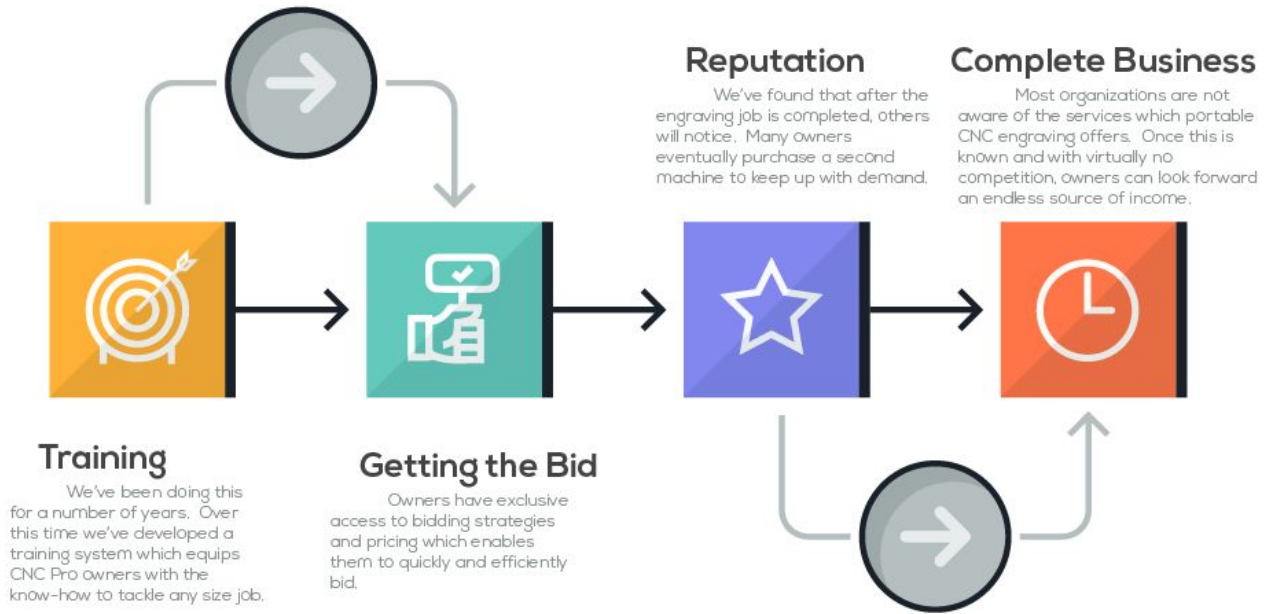 Training
We've been doing this
for a number of years. Over
this time we've developed a
training system which equips
CNC Pro owners with the
know-how to tackle any size job.
Getting the Bid
Owners have exclusive
access to bidding strategies
and pricing which enables
them to quickly and efficiently
bid.
Reputation
We've found that after the
engraving job is completed, others
will notice. Many owners
eventually purchase a second
machine to keep up with demand.
Complete Business
Most organizations are not
aware of the services which portable
CNC engraving offers. Once this is
known and with virtually no
competition, owners can look forward
an endless source of income.